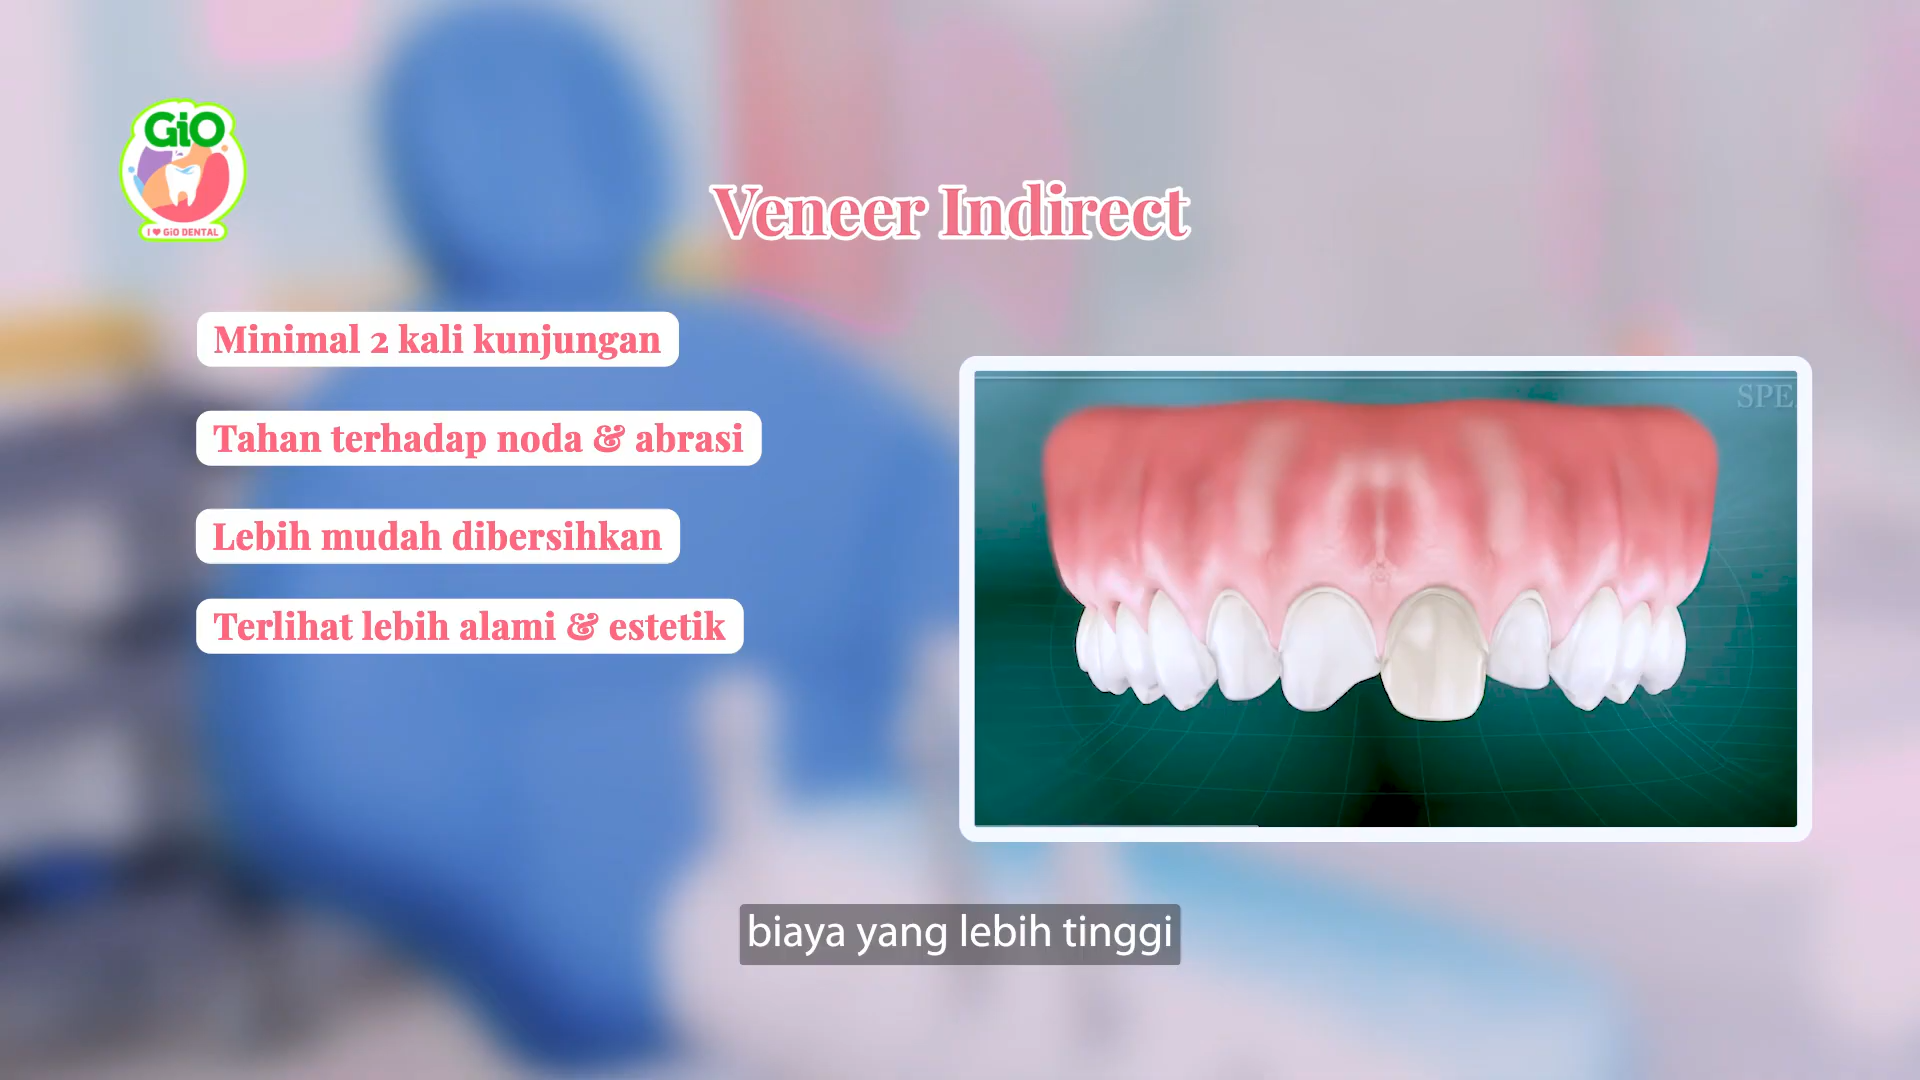 GiO
I ❤ GiO DENTAL
Veneer Indirect
Minimal 2 kali kunjungan
Tahan terhadap noda & abrasi
Lebih mudah dibersihkan
Terlihat lebih alami & estetik
SPE
biaya yang lebih tinggi